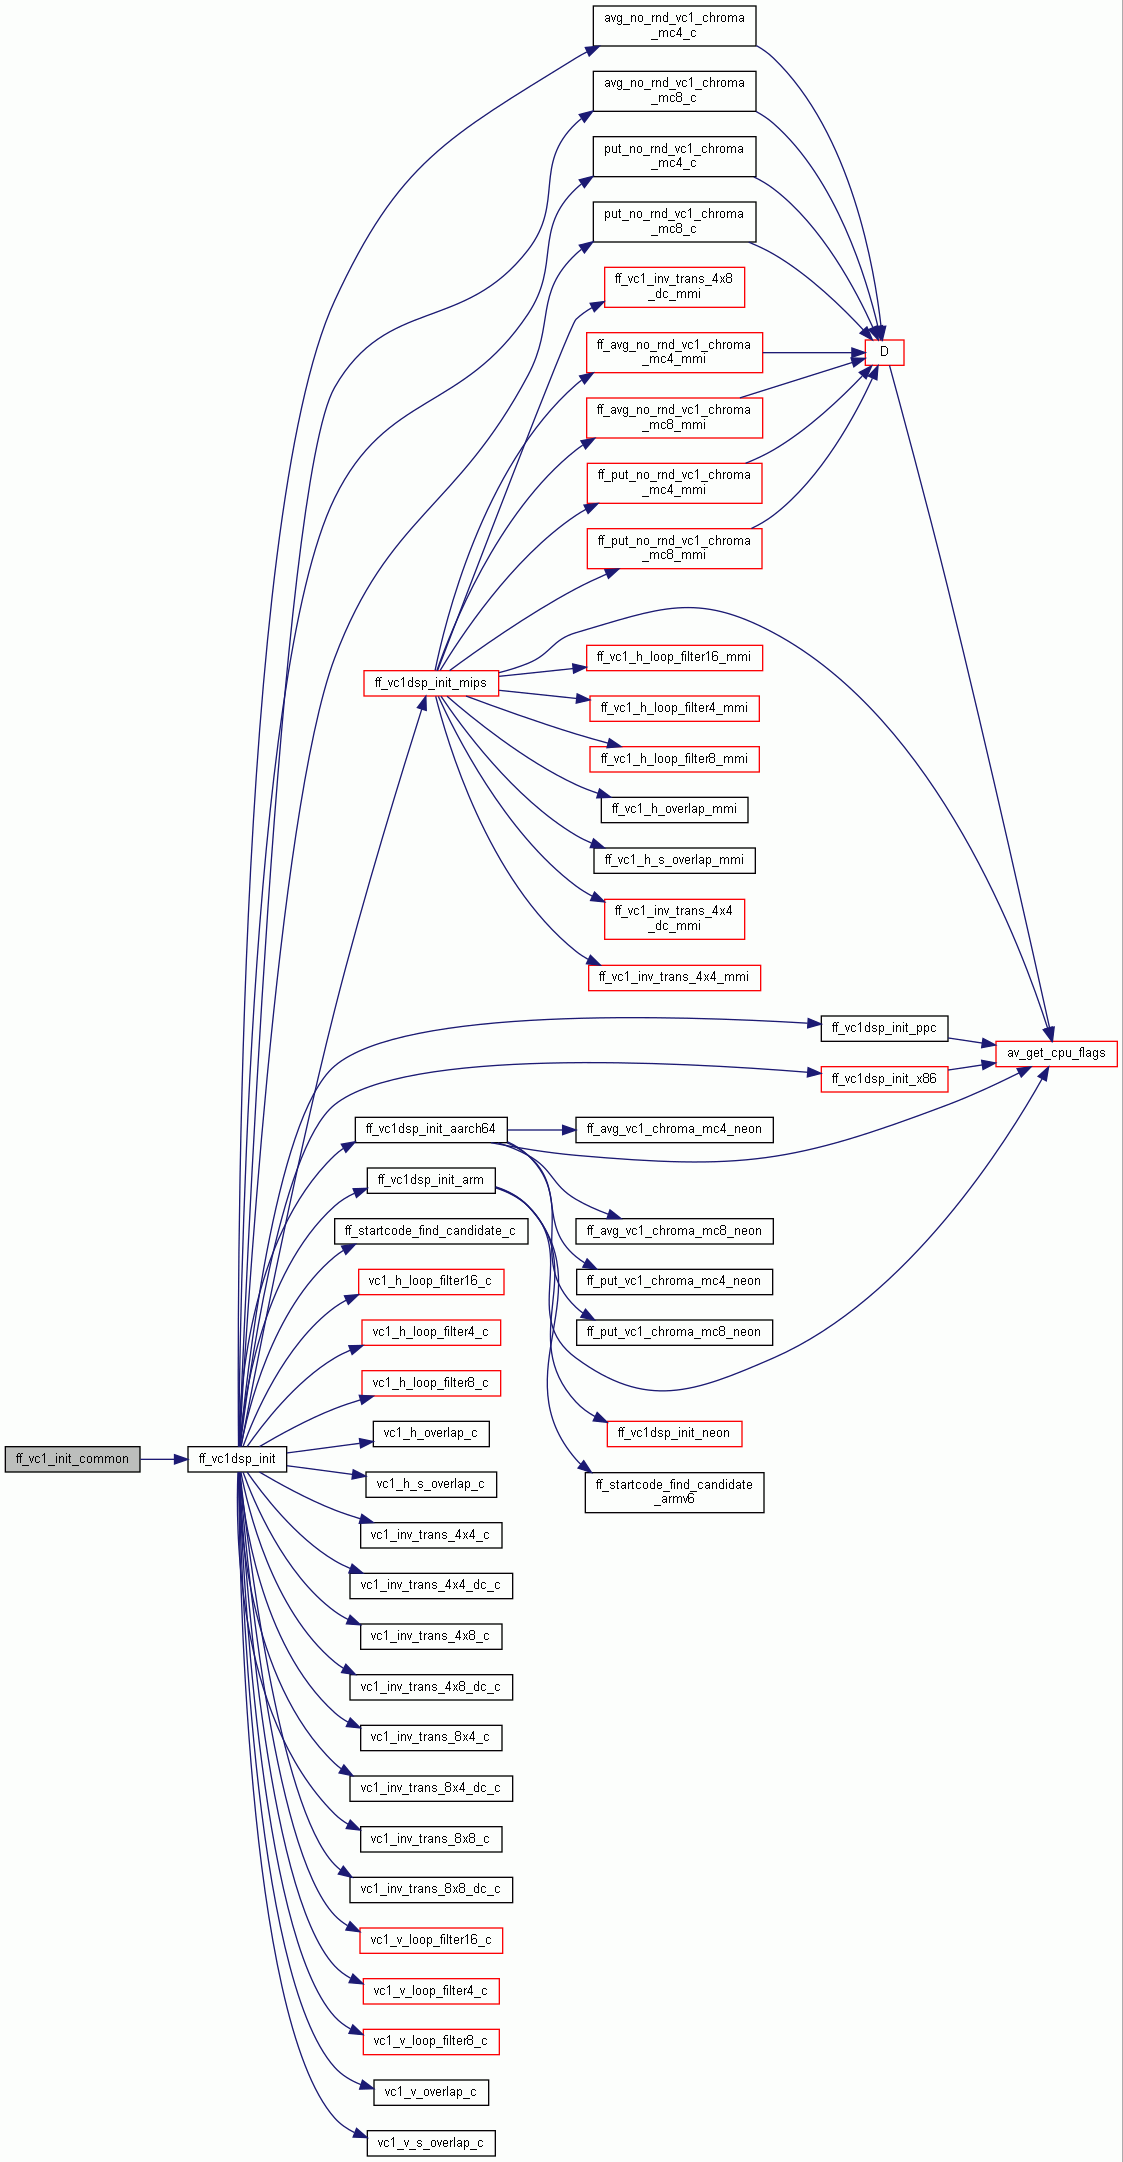 avg_no_rnd_vc1_chroma
_mc4_c
avg_no_rnd_vc1_chroma
_mc8_c
put_no_rnd_vc1_chroma
_mc4_c
put_no_rnd_vc1_chroma
_mc8_c
ff_vc1_inv_trans_4x8
_dc_mmi
ff_avg_no_rnd_vc1_chroma
_mc4_mmi
D
ff_avg_no_rnd_vc1_chroma
_mc8_mmi
ff_put_no_rnd_vc1_chroma
_mc4_mmi
ff_put_no_rnd_vc1_chroma
_mc8_mmi
ff_vc1_h_loop_filter16_mmi
ff_vc1dsp_init_mips
ff_vc1_h_loop_filter4_mmi
ff_vc1_h_loop_filter8_mmi
ff_vc1_h_overlap_mmi
ff_vc1_h_s_overlap_mmi
ff_vc1_inv_trans_4x4
_dc_mmi
ff_vc1_inv_trans_4x4_mmi
ff_vc1dsp_init_ppc
av_get_cpu_flags
ff_vc1dsp_init_x86
ff_vc1dsp_init_aarch64
ff_avg_vc1_chroma_mc4_neon
ff_vc1dsp_init_arm
ff_startcode_find_candidate_c
ff_avg_vc1_chroma_mc8_neon
vc1_h_loop_filter16_c
ff_put_vc1_chroma_mc4_neon
vc1_h_loop_filter4_c
ff_put_vc1_chroma_mc8_neon
vc1_h_loop_filter8_c
vc1_h_overlap_c
ff_vc1dsp_init_neon
ff_vc1_init_common
ff_vc1dsp_init
vc1_h_s_overlap_c
ff_startcode_find_candidate
_armv6
vc1_inv_trans_4x4_c
vc1_inv_trans_4x4_dc_c
vc1_inv_trans_4x8_c
vc1_inv_trans_4x8_dc_c
vc1_inv_trans_8x4_c
vc1_inv_trans_8x4_dc_c
vc1_inv_trans_8x8_c
vc1_inv_trans_8x8_dc_c
vc1_v_loop_filter16_c
vc1_v_loop_filter4_c
vc1_v_loop_filter8_c
vc1_v_overlap_c
vc1_v_s_overlap_c